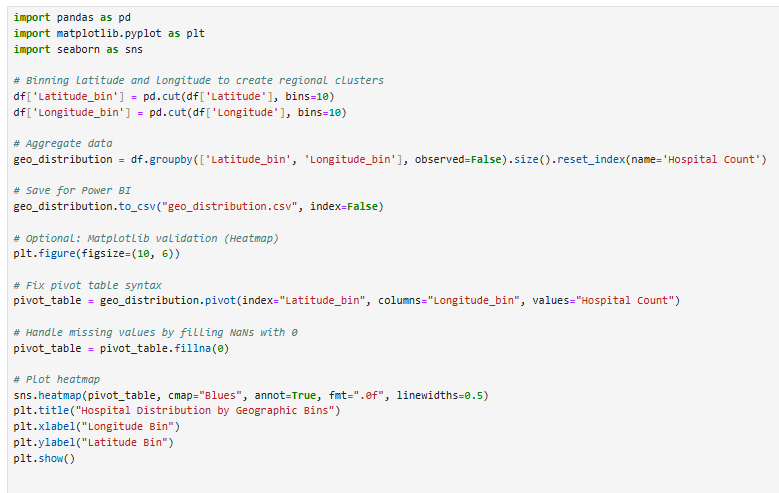 import pandas as pd
import matplotlib.pyplot as plt
import seaborn as sns
# Binning latitude and longitude to create regional clusters
df['Latitude_bin'] = pd.cut(df['Latitude'], bins=10)
df['Longitude_bin'] = pd.cut(df['Longitude'], bins=10)
# Aggregate data
geo_distribution = df.groupby(['Latitude_bin', 'Longitude_bin'], observed=False).size().reset_index(name='Hospital Count')
# Save for Power BI
geo_distribution.to_csv("geo_distribution.csv", index=False)
# Optional: Matplotlib validation (Heatmap)
plt.figure(figsize=(10, 6))
# Fix pivot table syntax
pivot_table = geo_distribution.pivot(index="Latitude_bin", columns="Longitude_bin", values="Hospital Count")
# Handle missing values by filling NaNs with 0
pivot_table = pivot_table.fillna(0)
# Plot heatmap
sns.heatmap(pivot_table, cmap="Blues", annot=True, fmt=".0f", linewidths=0.5)
plt.title("Hospital Distribution by Geographic Bins")
plt.xlabel("Longitude Bin")
plt.ylabel("Latitude Bin")
plt.show()